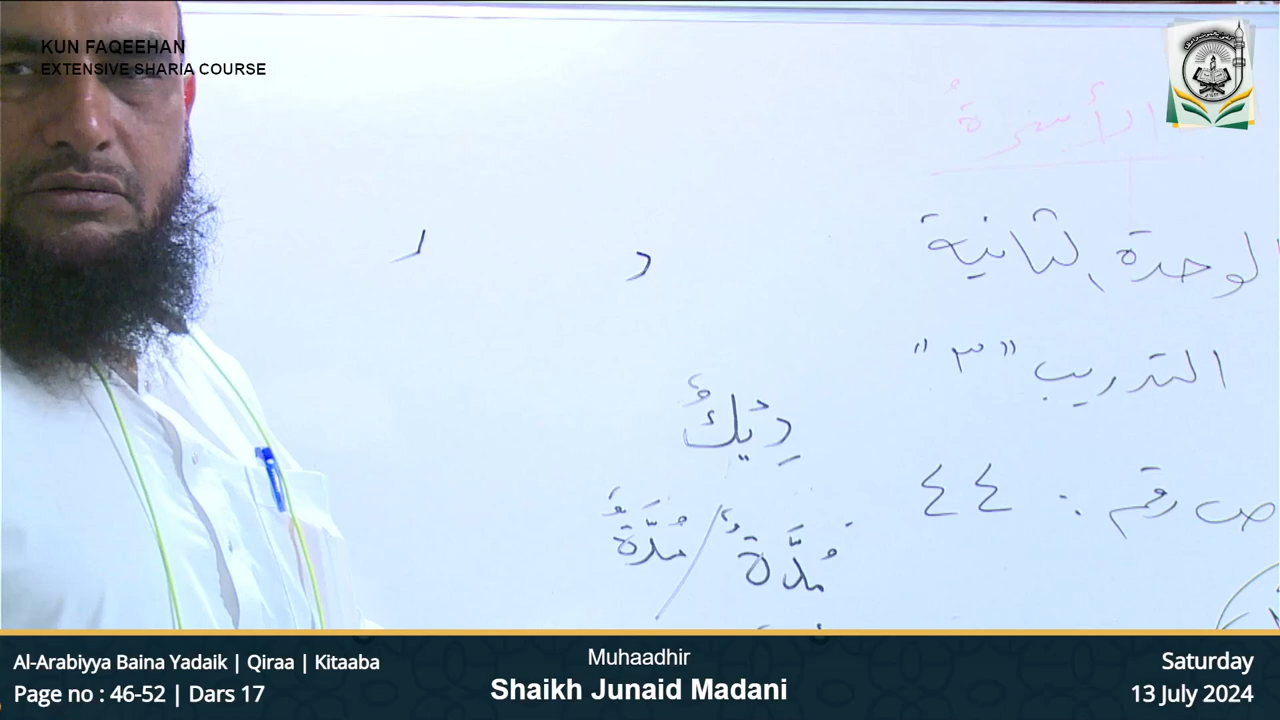 KUN FAQEEHAN
EXTENSIVE SHARIA COURSE
الأسرةُ
الوحدة الثانية
د
ر
التدريب "٣"
دِيْكٌ
ص رقم : ٤٤
مُدَّةٌ / مُدَّةٌ
Al-Arabiyya Baina Yadaik | Qiraa | Kitaaba
Page no : 46-52 | Dars 17
Muhaadhir
Shaikh Junaid Madani
Saturday
13 July 2024